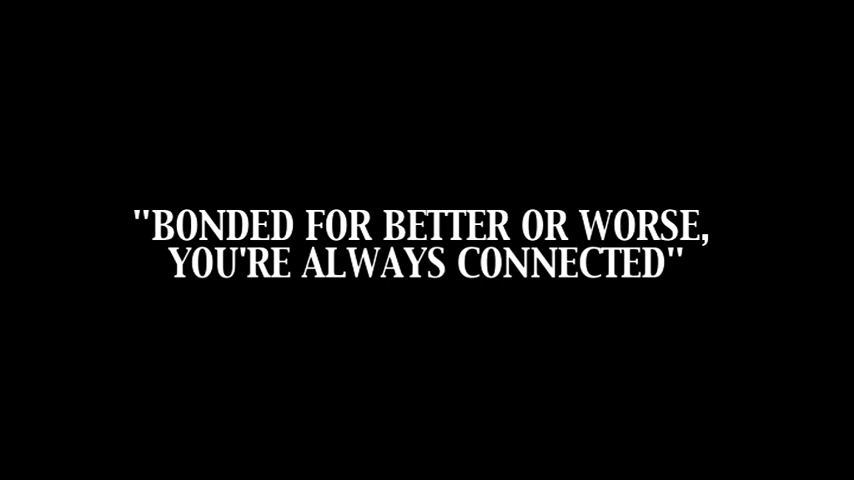 "BONDED FOR BETTER OR WORSE,
YOU'RE ALWAYS CONNECTED"